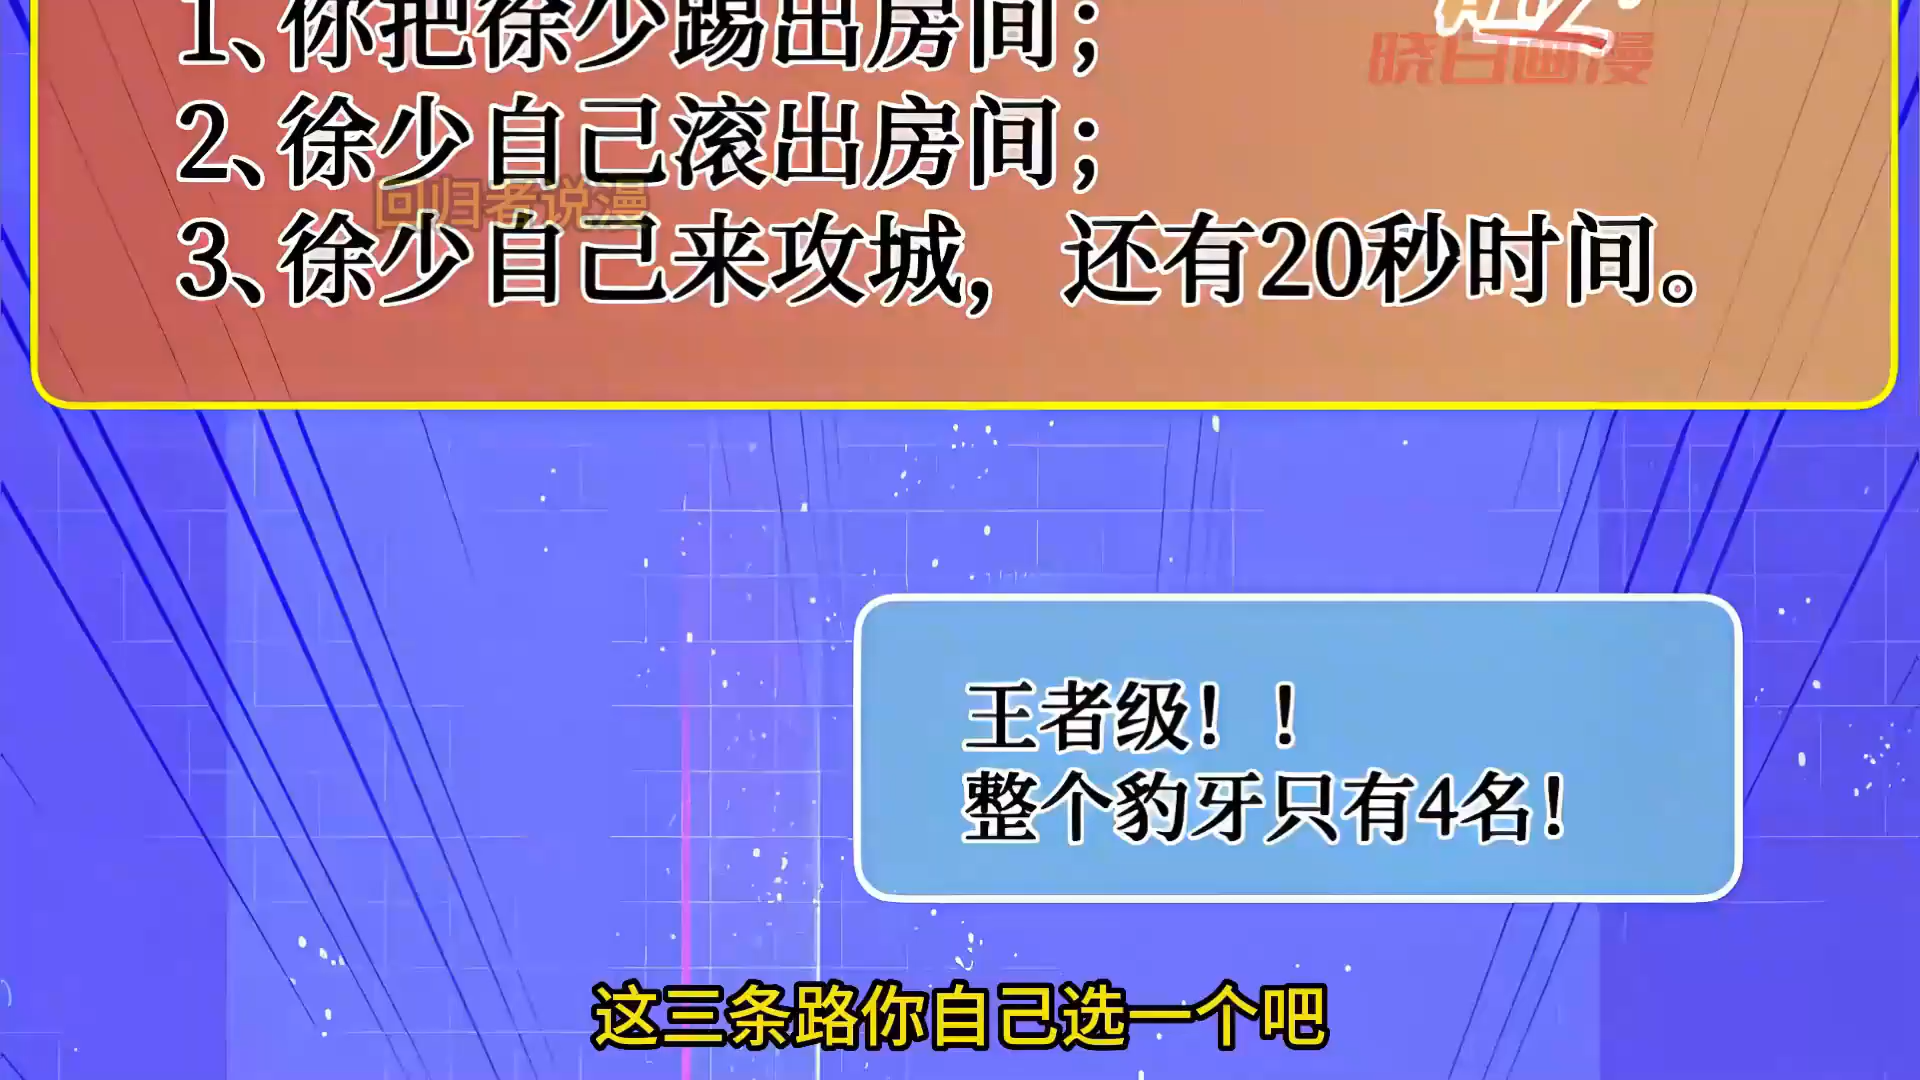 1、你把徐少踢出房间；
晓白画漫
2、徐少自己滚出房间；
回归者说漫
3、徐少自己来攻城，还有20秒时间。
王者级！！
整个豹牙只有4名！
这三条路你自己选一个吧